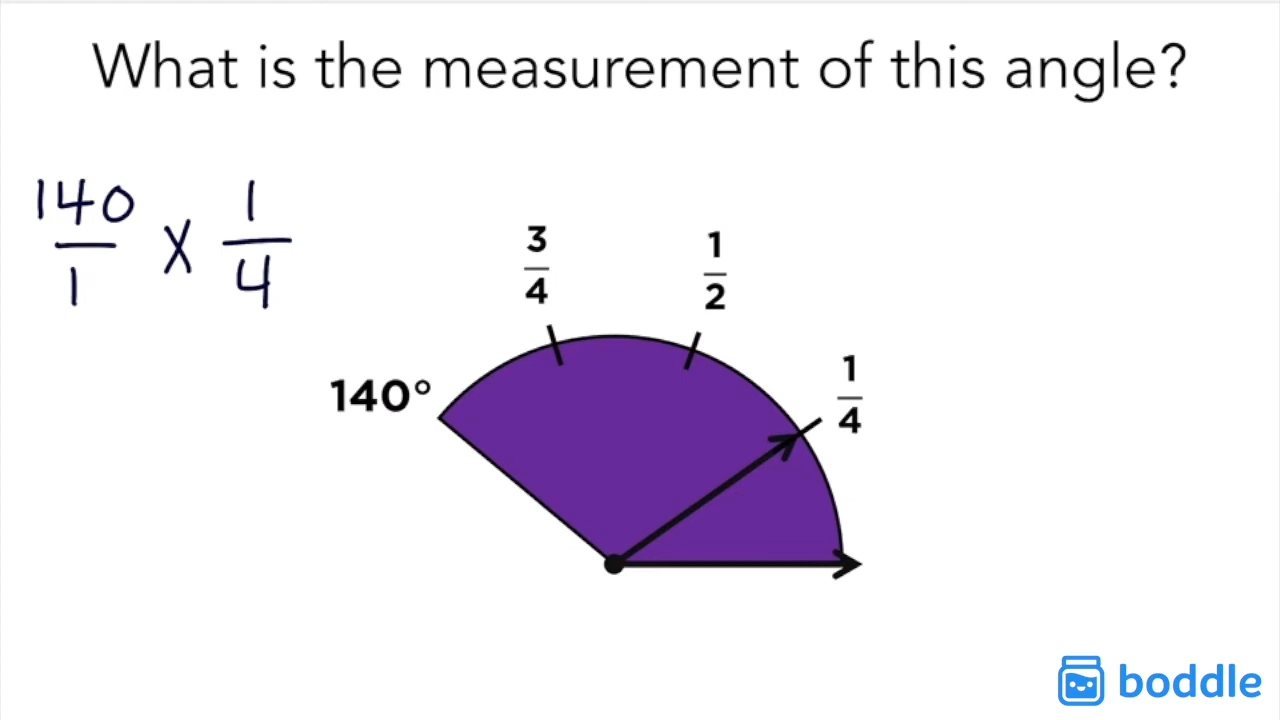 What is the measurement of this angle?
140/1 X 1/4
3/4
1/2
1/4
140°
boddle